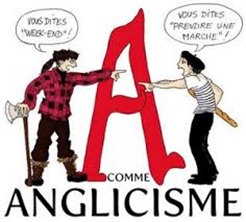 VOUS DITES
"WEEK-END"!
VOUS DITES
"PRENDRE UNE
MARCHE"!
A
COMME
ANGLICISME